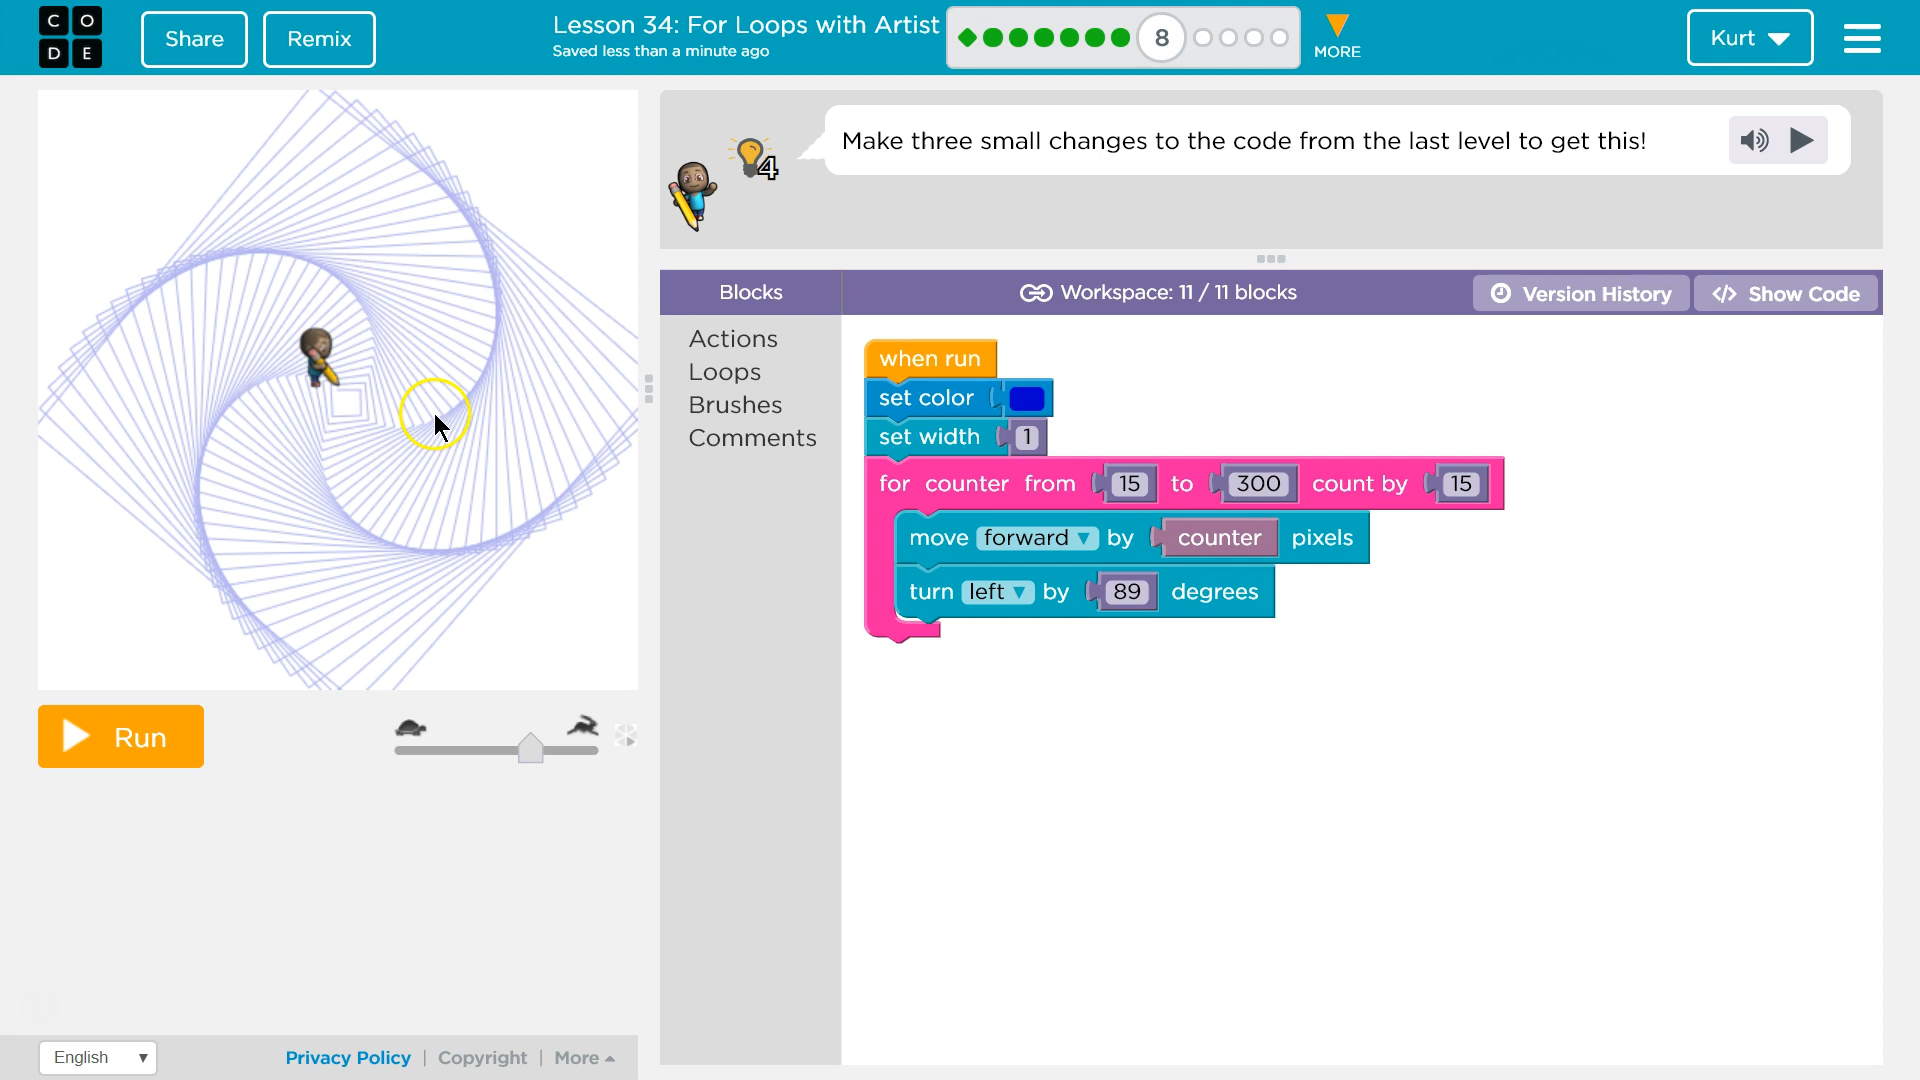 C O
D E
Share
Remix
Lesson 34: For Loops with Artist
Saved less than a minute ago
8
MORE
Kurt
4
Make three small changes to the code from the last level to get this!
Blocks
Workspace: 11 / 11 blocks
Version History
</> Show Code
Actions
Loops
Brushes
Comments
when run
set color
set width 1
for counter from 15 to 300 count by 15
move forward ▼ by counter pixels
turn left ▼ by 89 degrees
Run
English ▼
Privacy Policy | Copyright | More